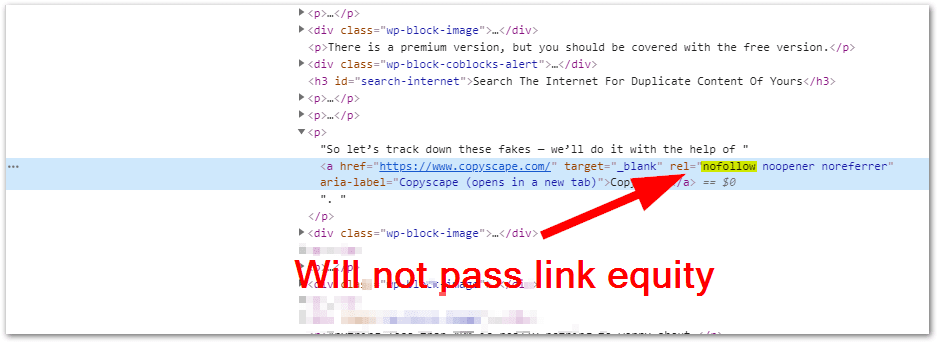 <p>…</p>
<div class="wp-block-image">…</div>
<p>There is a premium version, but you should be covered with the free version.</p>
<div class="wp-block-coblocks-alert">…</div>
<h3 id="search-internet">Search The Internet For Duplicate Content Of Yours</h3>
<p>…</p>
<p>…</p>
<p>
"So let’s track down these fakes – we’ll do it with the help of "
<a href="https://www.copyscape.com/" target="_blank" rel="nofollow noopener noreferrer"
aria-label="Copyscape (opens in a new tab)"></a> == $0
". "
</p>
<div class="wp-block-image">…</div>
Will not pass link equity